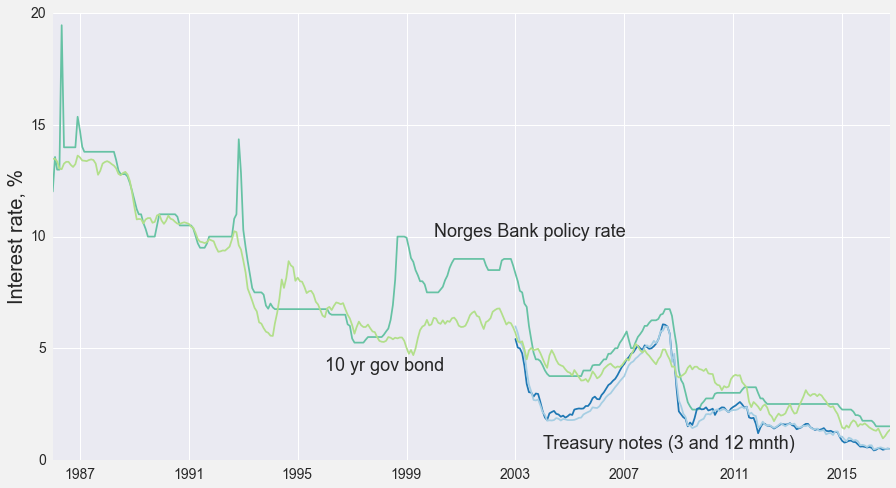 20
15
10
5
0
Interest rate, %
Norges Bank policy rate
10 yr gov bond
Treasury notes (3 and 12 mnth)
1987 1991 1995 1999 2003 2007 2011 2015